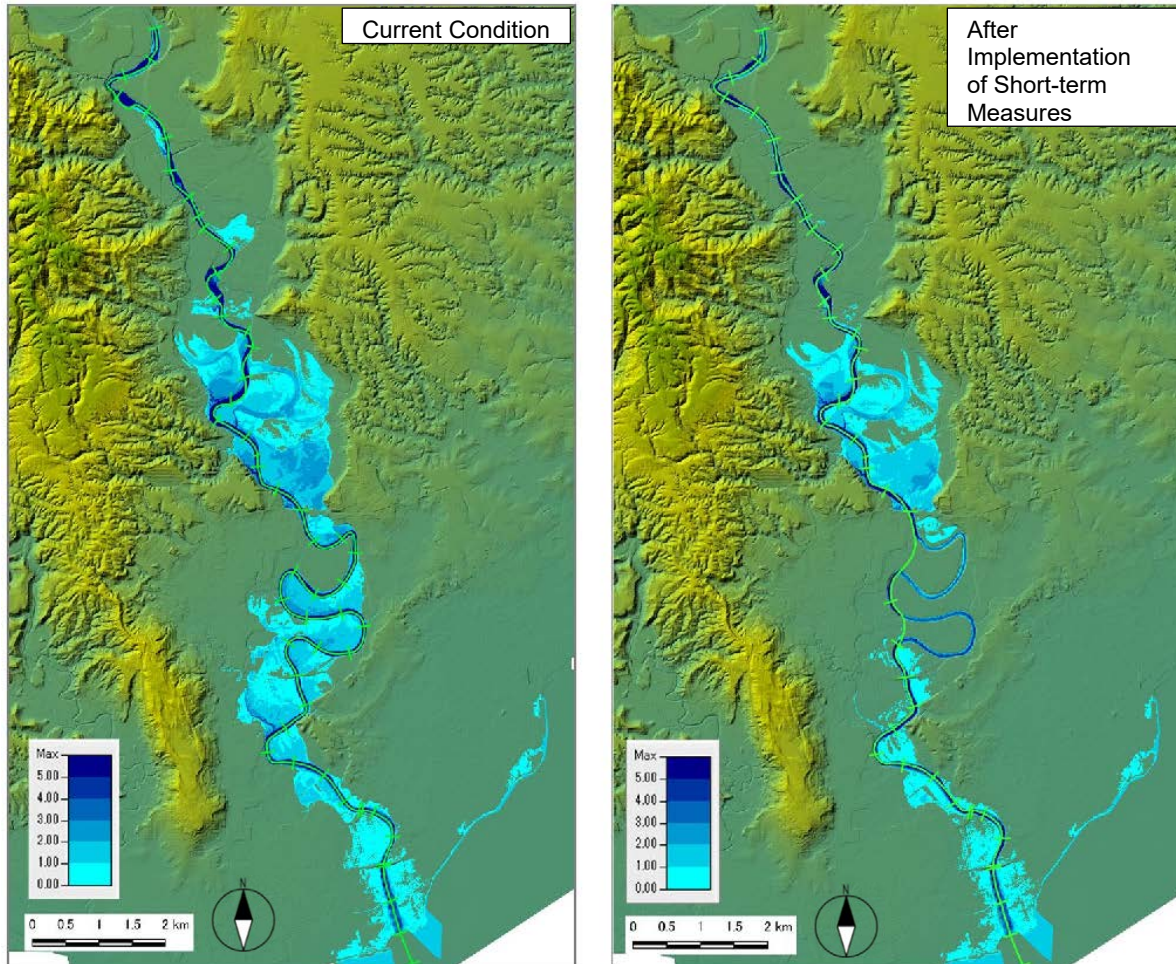 Current Condition
Max
5.00
4.00
3.00
2.00
1.00
0.00
N
0 0.5 1 1.5 2 km
After
Implementation
of Short-term
Measures
Max
5.00
4.00
3.00
2.00
1.00
0.00
N
0 0.5 1 1.5 2 km